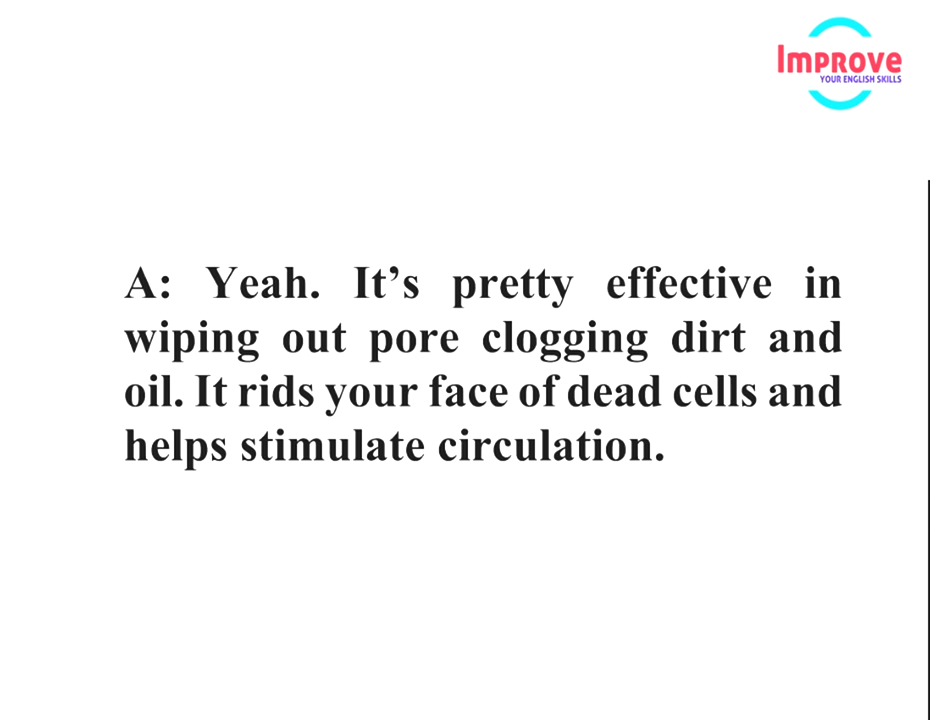 Improve
YOUR ENGLISH SKILLS
A: Yeah. It’s pretty effective in
wiping out pore clogging dirt and
oil. It rids your face of dead cells and
helps stimulate circulation.